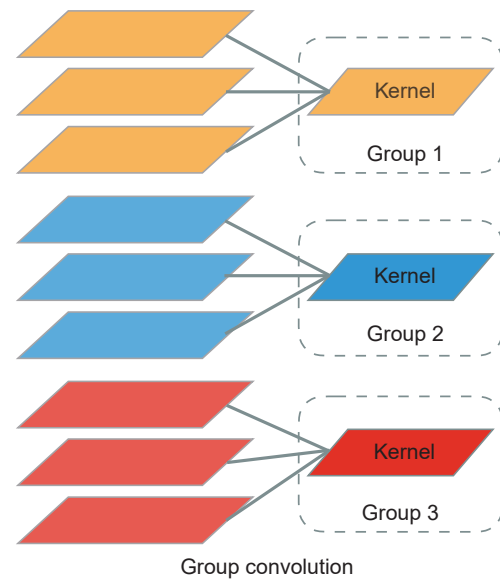 Kernel
Group 1
Kernel
Group 2
Kernel
Group 3
Group convolution